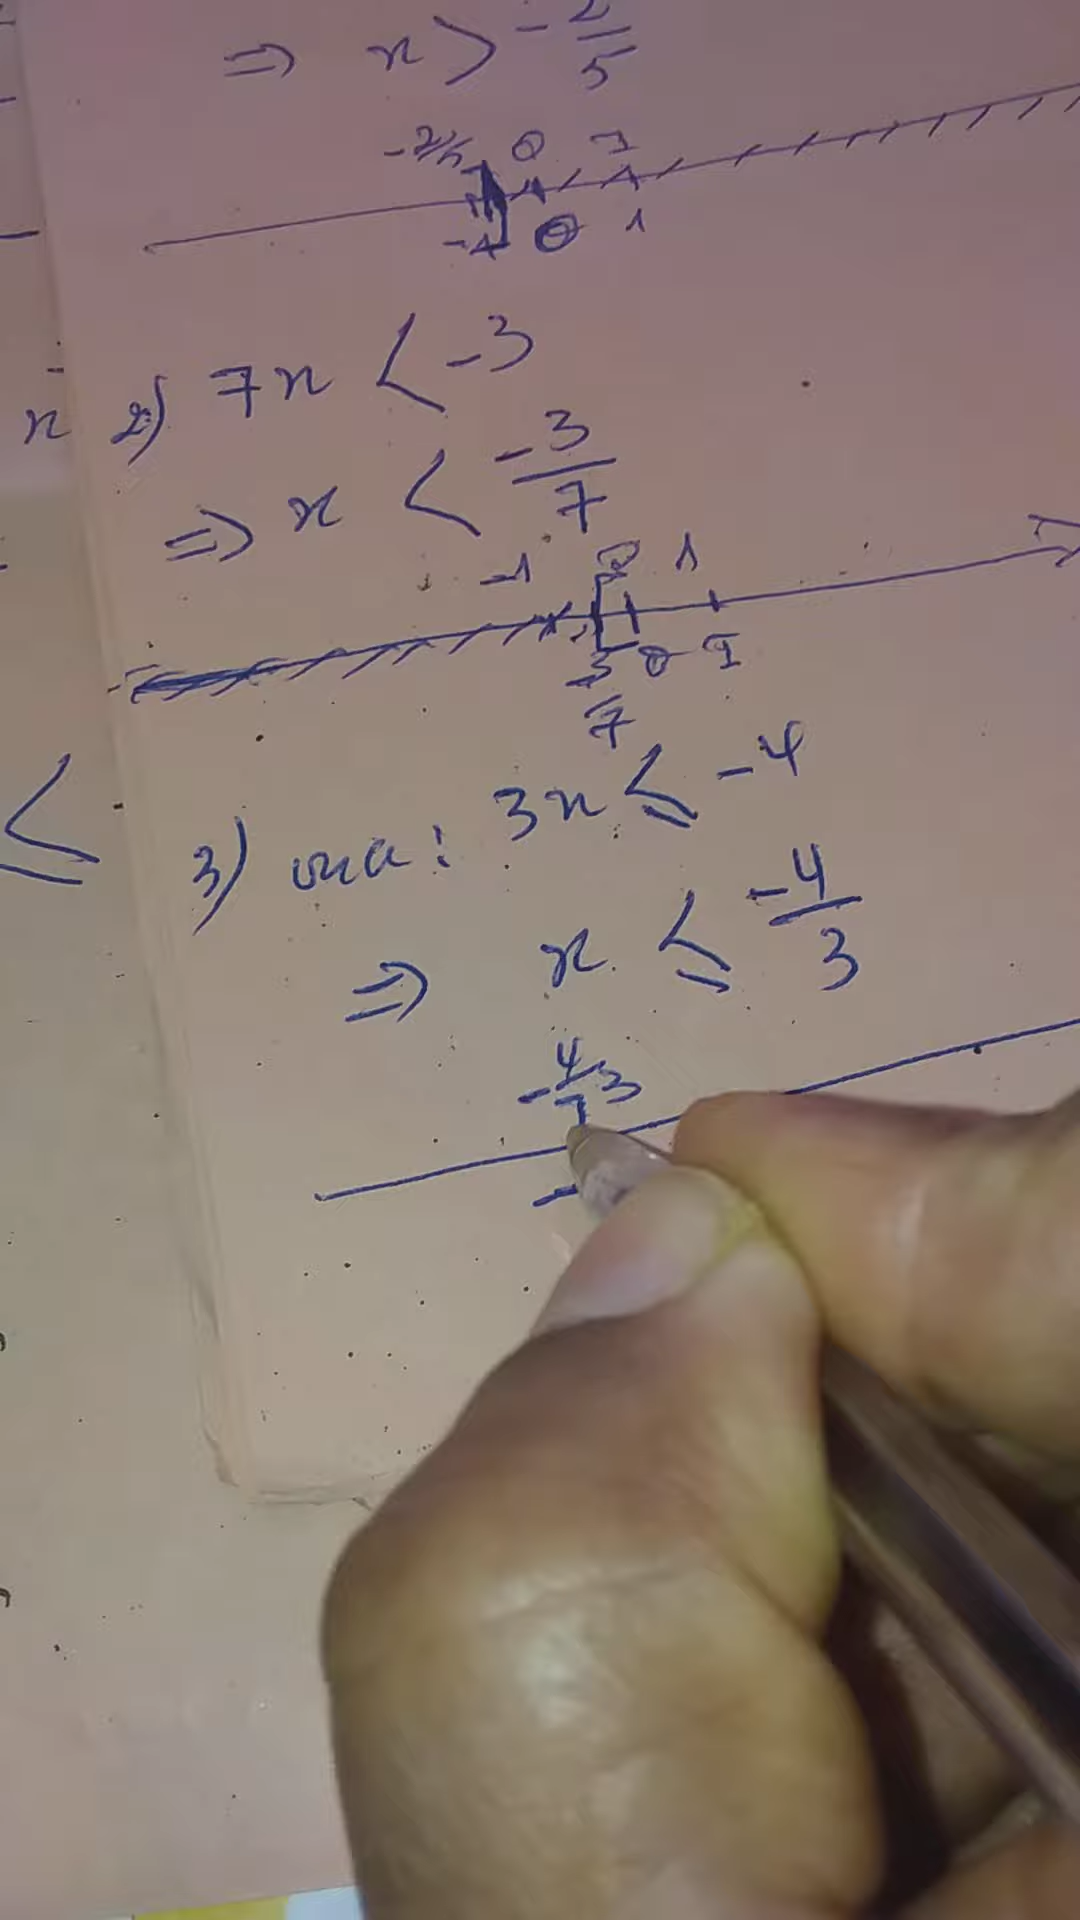 ⇒ x > -2/5
-2/5 0 1
-1 0 1
2) 7x < -3
⇒ x < -3/7
-1 0 1
-3/7 0 1
3) 3x ≤ -4
⇒ x ≤ -4/3
-4/3